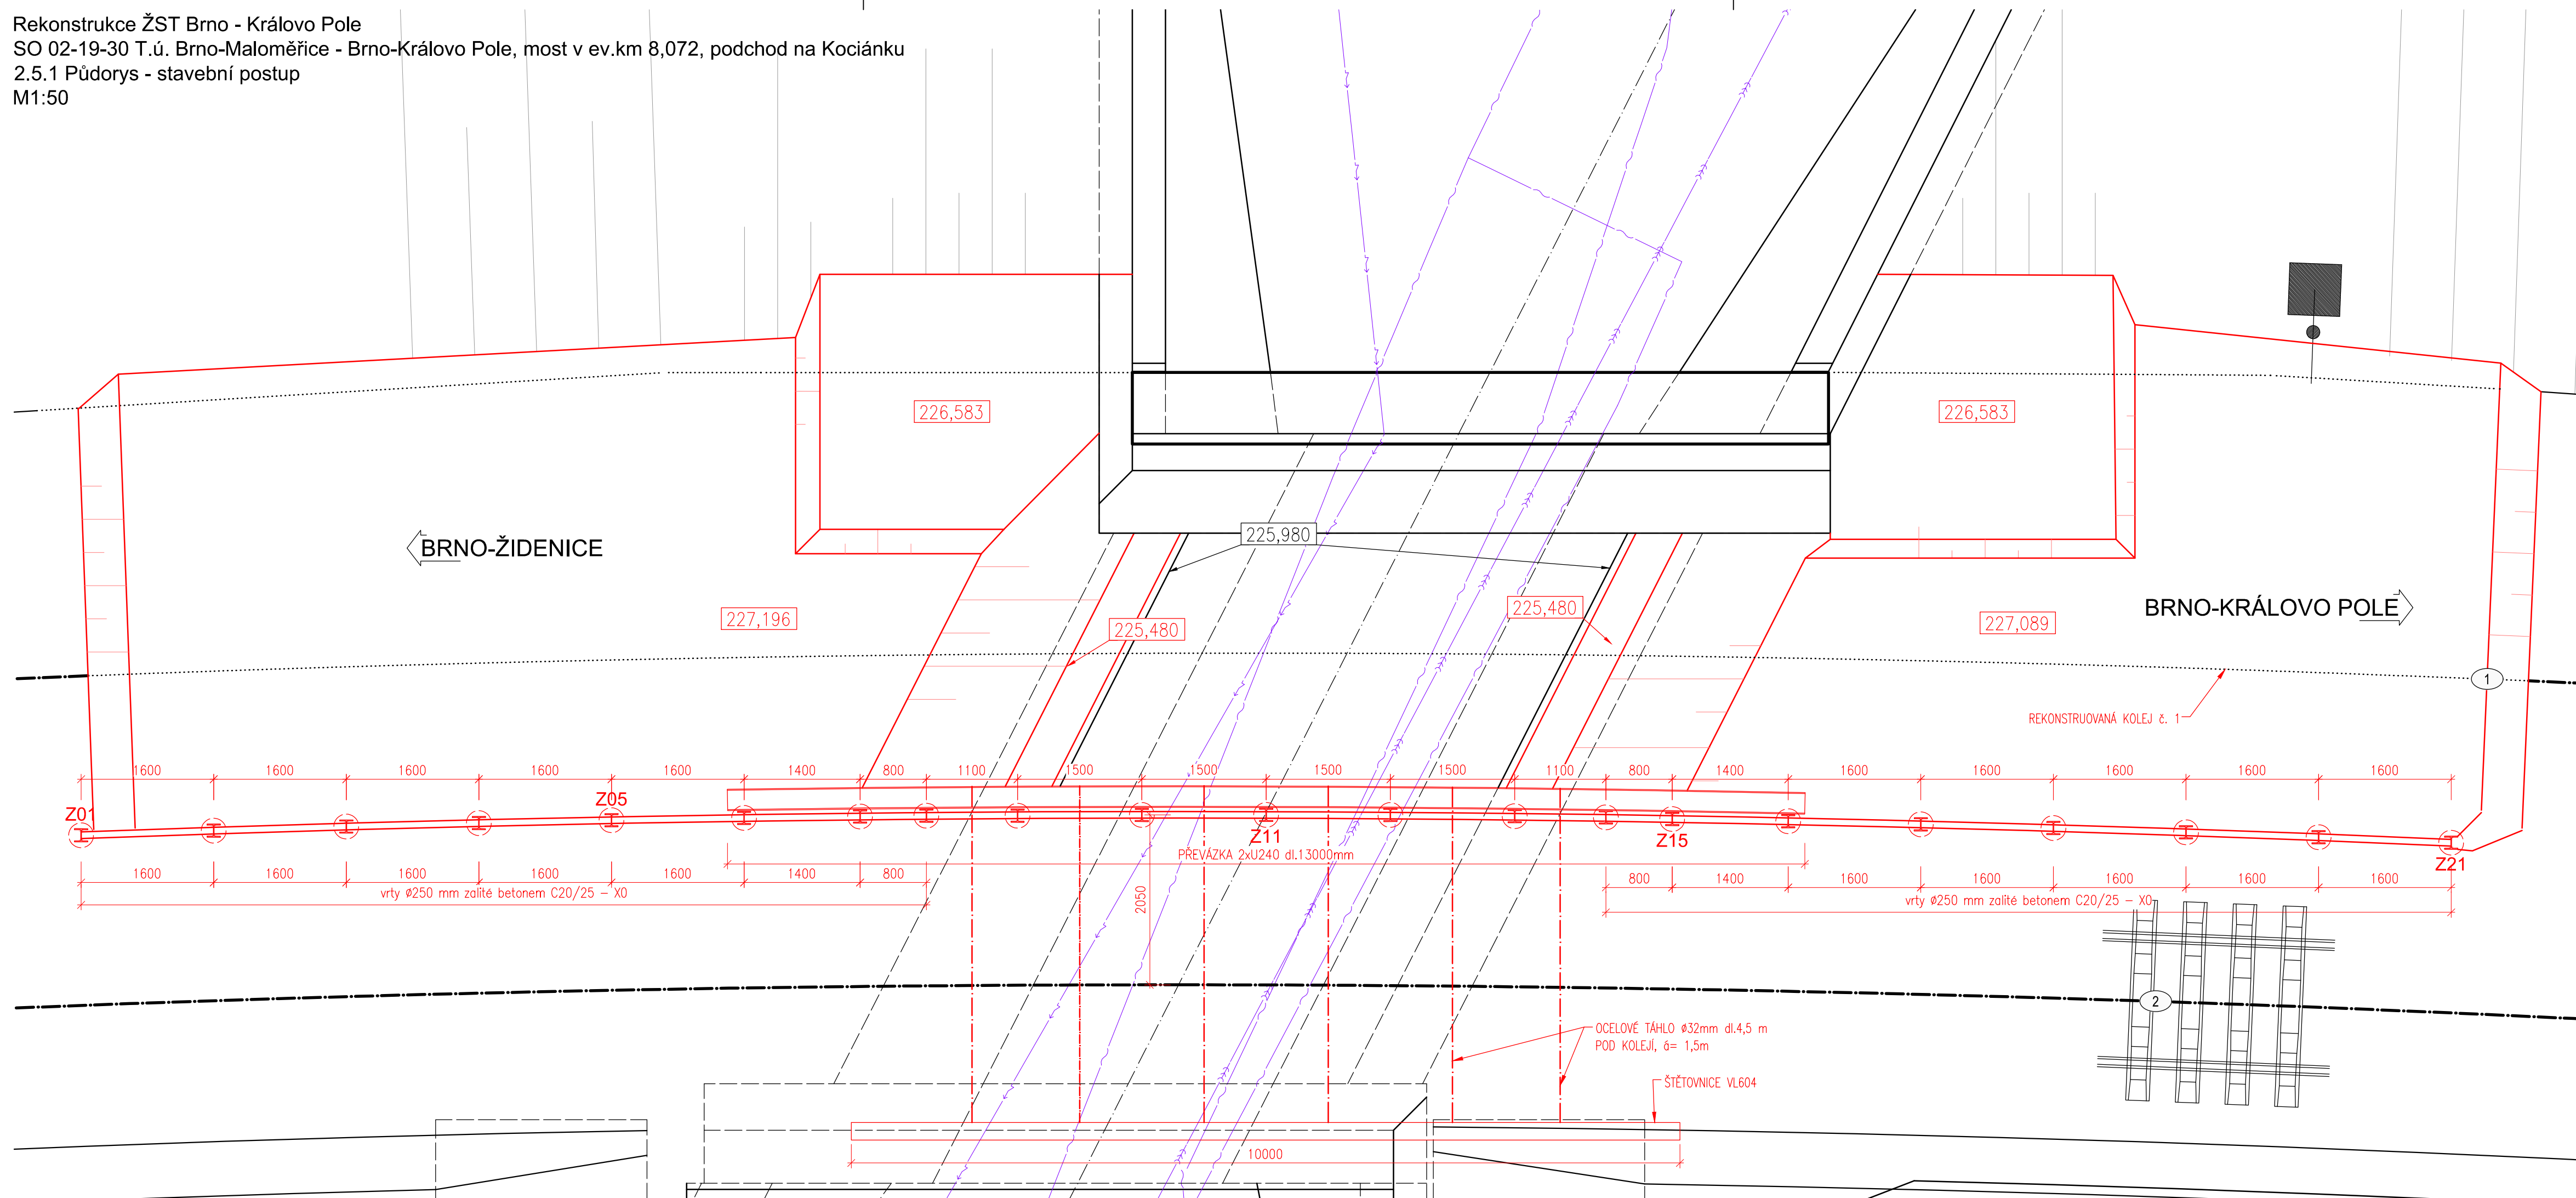 Rekonstrukce ŽST Brno - Královo Pole
SO 02-19-30 T.ú. Brno-Maloměřice - Brno-Královo Pole, most v ev.km 8,072, podchod na Kociánku
2.5.1 Půdorys - stavební postup
M1:50
226,583
226,583
225,980
BRNO-ŽIDENICE
BRNO-KRÁLOVO POLE
227,196
225,480
225,480
227,089
1
REKONSTRUOVANÁ KOLEJ č. 1
1600 1600 1600 1600 1600 1400 800 1100 1500 1500 1500 1500 1100 800 1400 1600 1600 1600 1600 1600
Z01 Z05 Z11 Z15 Z21
PŘEVÁZKA 2xU240 dl.13000mm
1600 1600 1600 1600 1600 1400 800
800 1400 1600 1600 1600 1600 1600
vrty ø250 mm zalité betonem C20/25 – X0
vrty ø250 mm zalité betonem C20/25 – X0
2050
2
OCELOVÉ TÁHLO ø32mm dl.4,5 m
POD KOLEJÍ, á= 1,5m
ŠTĚTOVNICE VL604
10000